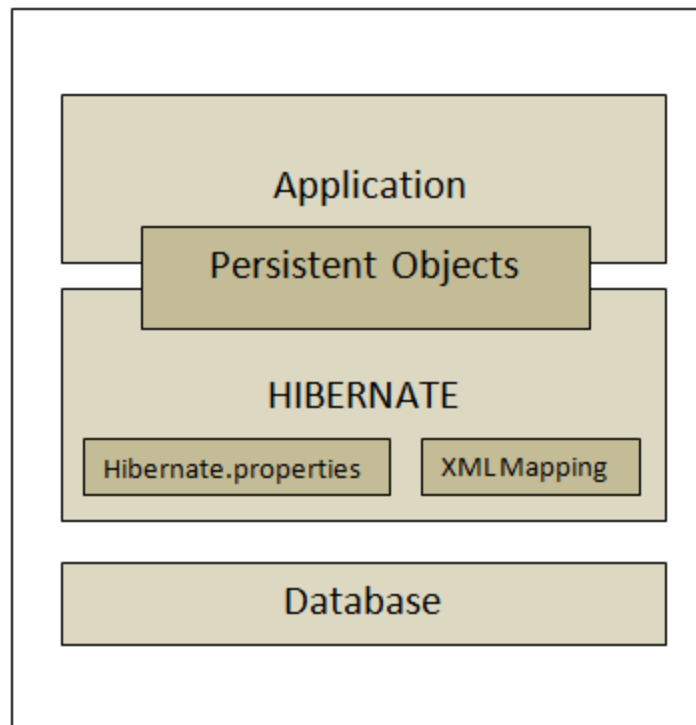 Application
Persistent Objects
HIBERNATE
Hibernate.properties
XML Mapping
Database